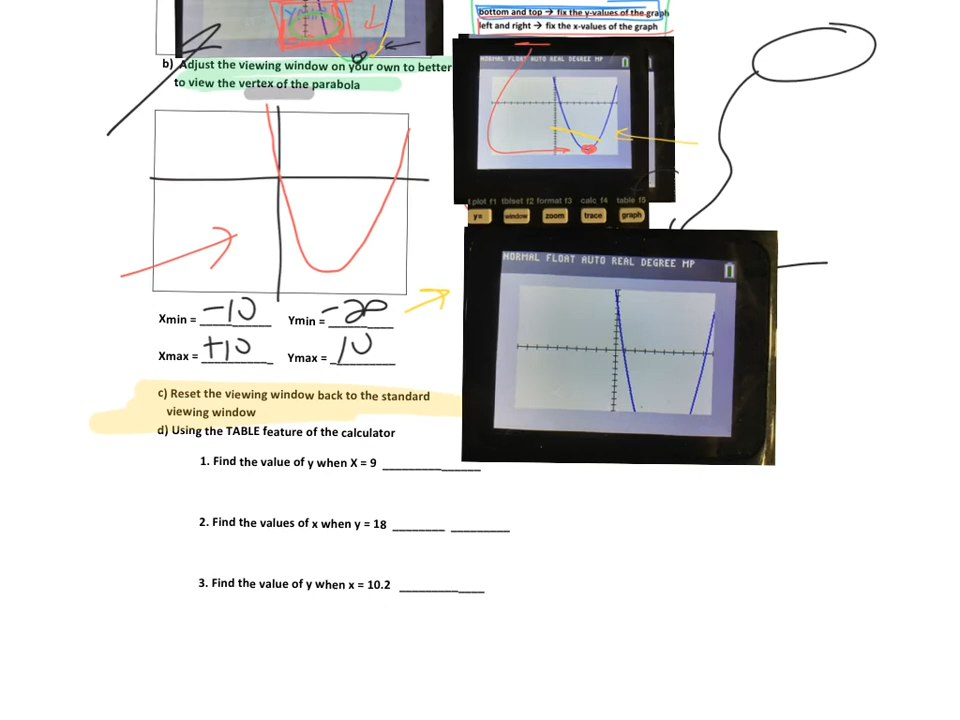 bottom and top → fix the y-values of the graph
left and right → fix the x-values of the graph
b) Adjust the viewing window on your own to better
to view the vertex of the parabola
NORMAL FLOAT AUTO REAL DEGREE MP
plot f1 tblset f2 format f3 calc f4 table f5
y= window zoom trace graph
NORMAL FLOAT AUTO REAL DEGREE MP
Xmin = -10 Ymin = -20
Xmax = +10 Ymax = 10
c) Reset the viewing window back to the standard
viewing window
d) Using the TABLE feature of the calculator
1. Find the value of y when X = 9
2. Find the values of x when y = 18
3. Find the value of y when x = 10.2